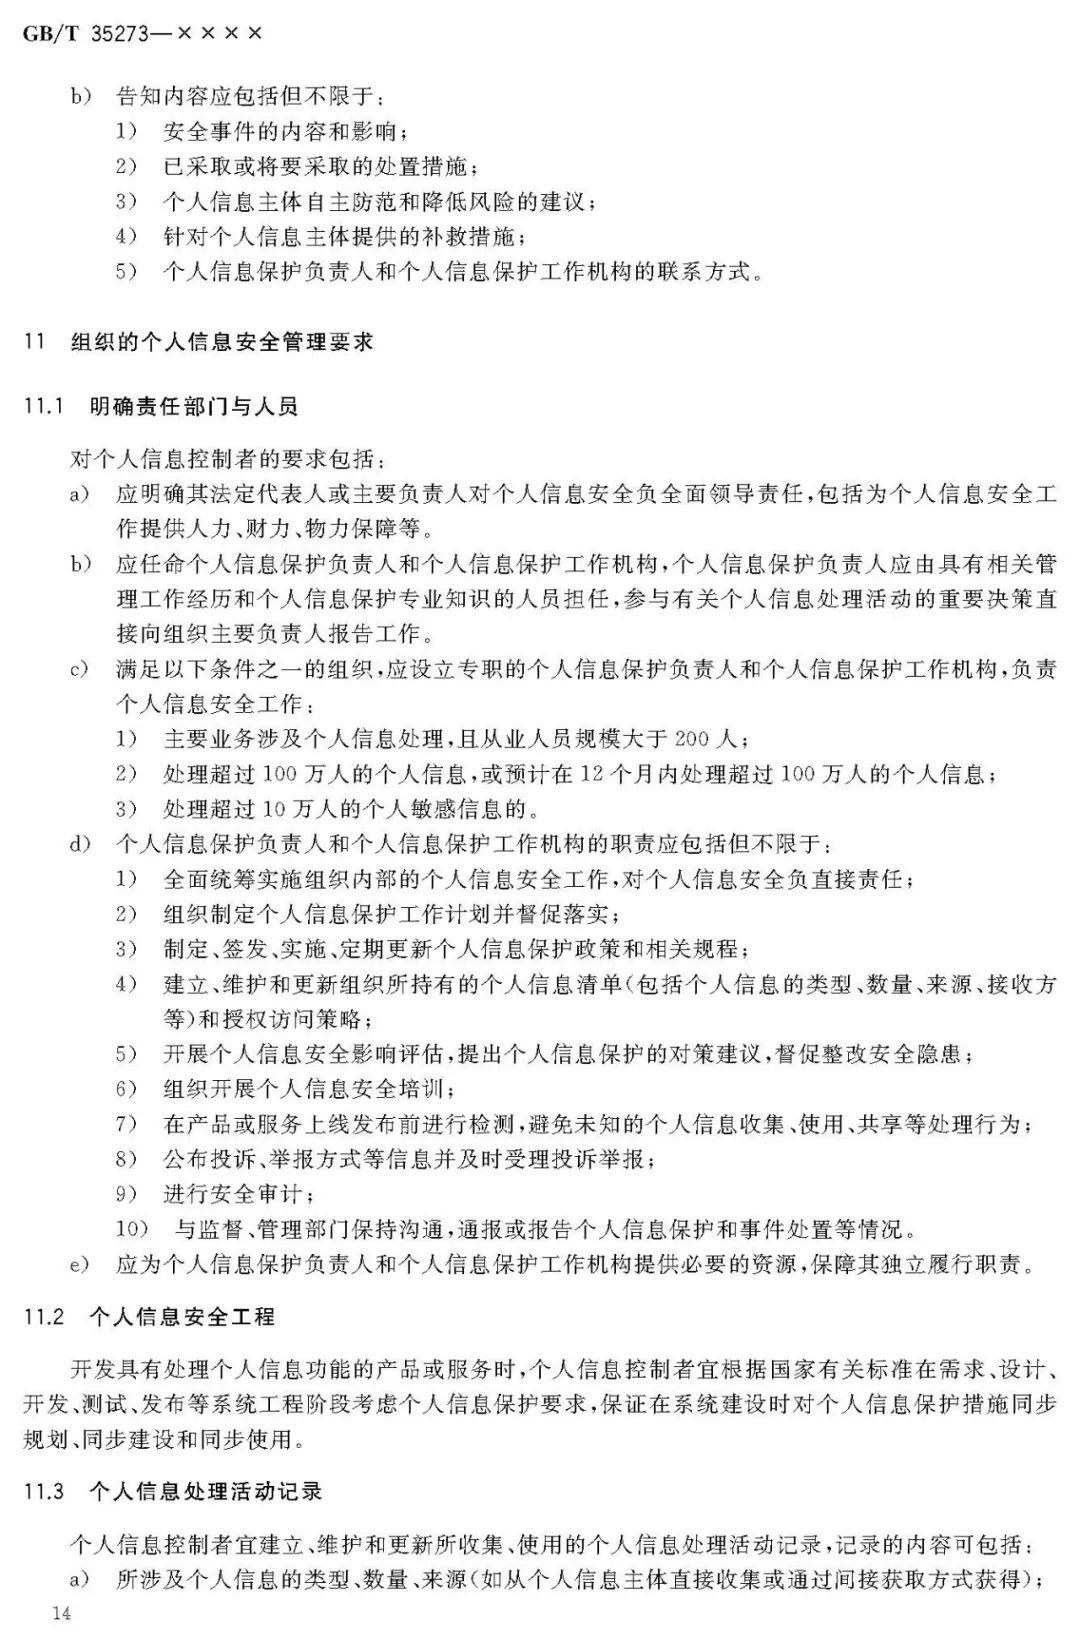 GB/T 35273—××××
b） 告知内容应包括但不限于：
1） 安全事件的内容和影响；
2） 已采取或将要采取的处置措施；
3） 个人信息主体自主防范和降低风险的建议；
4） 针对个人信息主体提供的补救措施；
5） 个人信息保护负责人和个人信息保护工作机构的联系方式。
11 组织的个人信息安全管理要求
11.1 明确责任部门与人员
对个人信息控制者的要求包括：
a） 应明确其法定代表人或主要负责人对个人信息安全负全面领导责任，包括为个人信息安全工
作提供人力、财力、物力保障等。
b） 应任命个人信息保护负责人和个人信息保护工作机构，个人信息保护负责人应由具有相关管
理工作经历和个人信息保护专业知识的人员担任，参与有关个人信息处理活动的重要决策直
接向组织主要负责人报告工作。
c） 满足以下条件之一的组织，应设立专职的个人信息保护负责人和个人信息保护工作机构，负责
个人信息安全工作：
1） 主要业务涉及个人信息处理，且从业人员规模大于 200 人；
2） 处理超过 100 万人的个人信息，或预计在 12 个月内处理超过 100 万人的个人信息；
3） 处理超过 10 万人的个人敏感信息的。
d） 个人信息保护负责人和个人信息保护工作机构的职责应包括但不限于：
1） 全面统筹实施组织内部的个人信息安全工作，对个人信息安全负直接责任；
2） 组织制定个人信息保护工作计划并督促落实；
3） 制定、签发、实施、定期更新个人信息保护政策和相关规程；
4） 建立、维护和更新组织所持有的个人信息清单（包括个人信息的类型、数量、来源、接收方
等）和授权访问策略；
5） 开展个人信息安全影响评估，提出个人信息保护的对策建议，督促整改安全隐患；
6） 组织开展个人信息安全培训；
7） 在产品或服务上线发布前进行检测，避免未知的个人信息收集、使用、共享等处理行为；
8） 公布投诉、举报方式等信息并及时受理投诉举报；
9） 进行安全审计；
10） 与监督、管理部门保持沟通，通报或报告个人信息保护和事件处置等情况。
e） 应为个人信息保护负责人和个人信息保护工作机构提供必要的资源，保障其独立履行职责。
11.2 个人信息安全工程
开发具有处理个人信息功能的产品或服务时，个人信息控制者宜根据国家有关标准在需求、设计、
开发、测试、发布等系统工程阶段考虑个人信息保护要求，保证在系统建设时对个人信息保护措施同步
规划、同步建设和同步使用。
11.3 个人信息处理活动记录
个人信息控制者宜建立、维护和更新所收集、使用的个人信息处理活动记录，记录的内容可包括：
a） 所涉及个人信息的类型、数量、来源（如从个人信息主体直接收集或通过间接获取方式获得）；
14